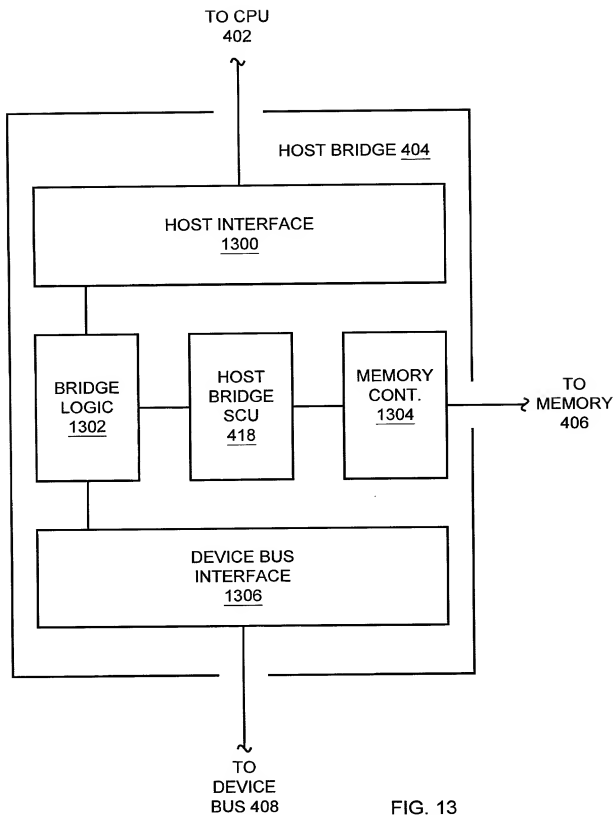 TO CPU
402
HOST BRIDGE 404
HOST INTERFACE
1300
BRIDGE
LOGIC
1302
HOST
BRIDGE
SCU
418
MEMORY
CONT.
1304
TO
MEMORY
406
DEVICE BUS
INTERFACE
1306
TO
DEVICE
BUS 408
FIG. 13